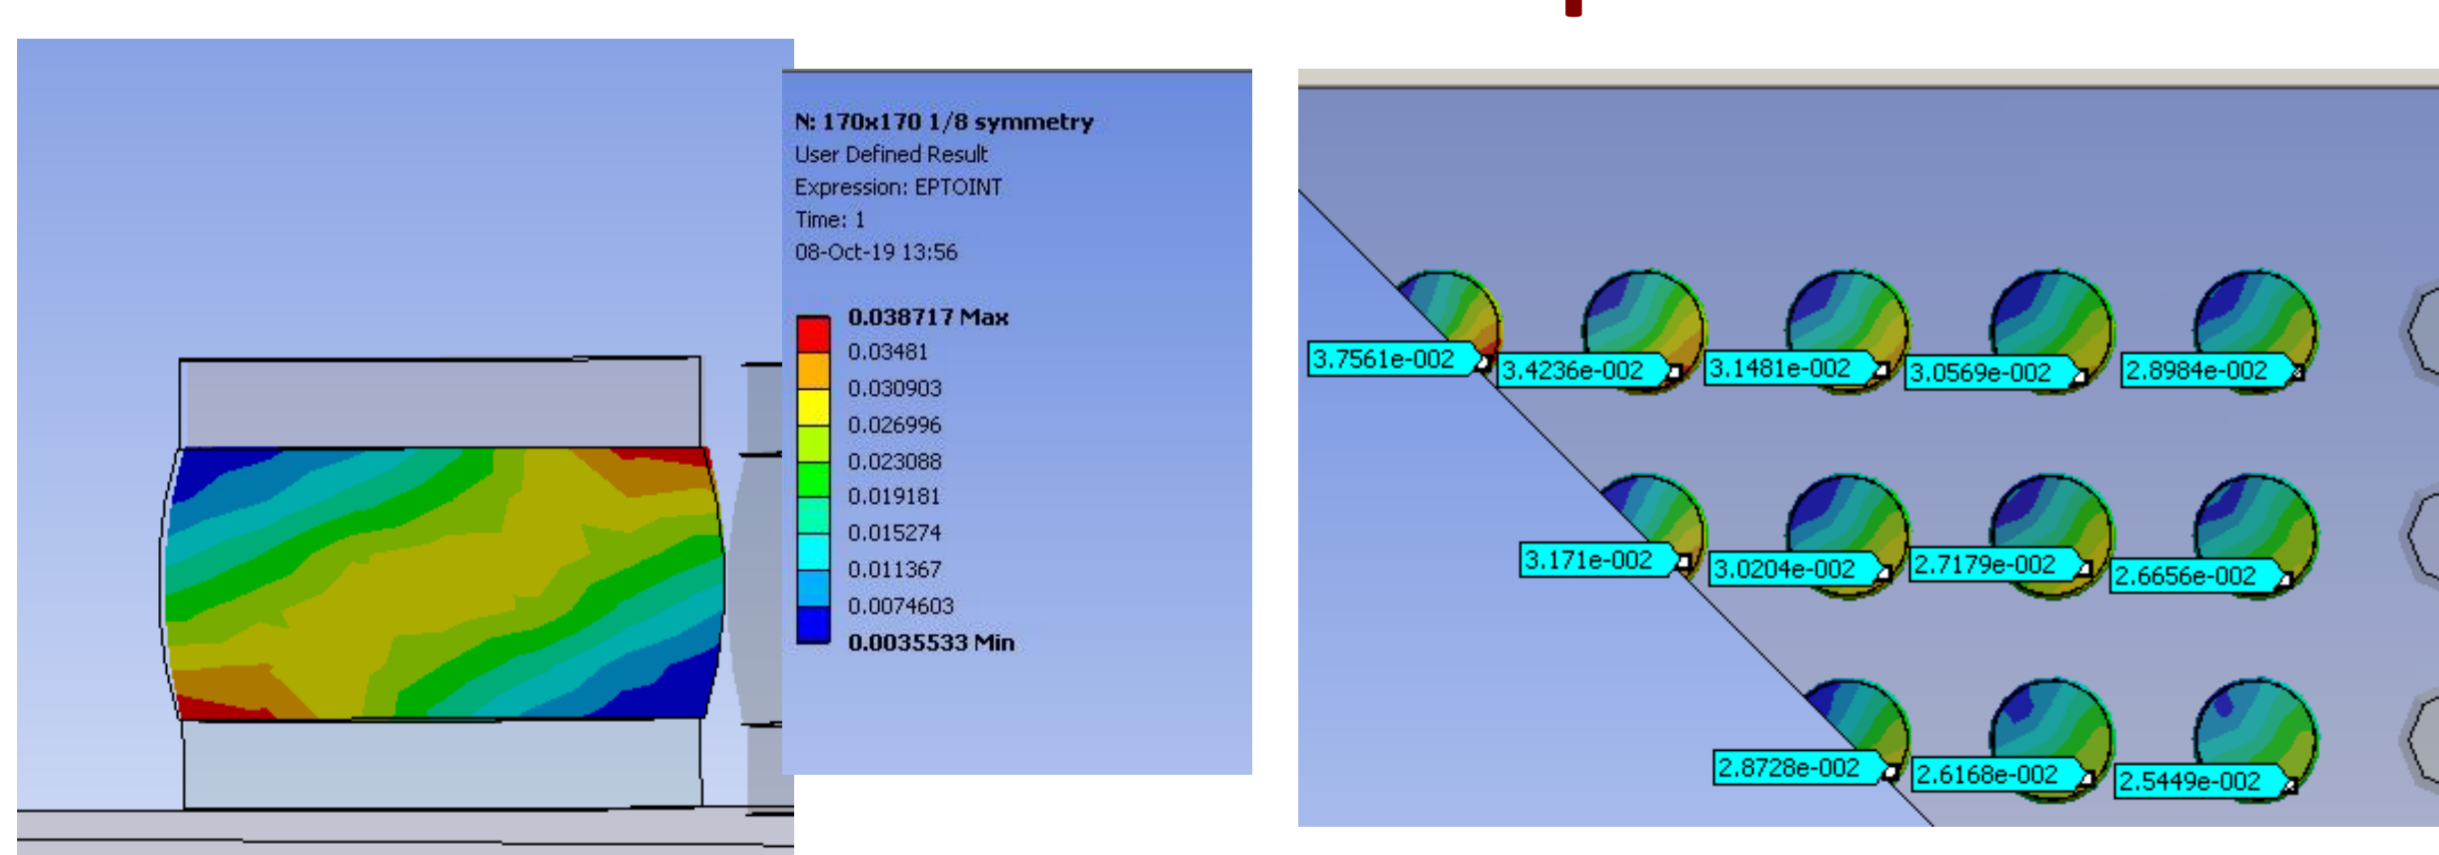 N: 170x170 1/8 symmetry
User Defined Result
Expression: EPTOINT
Time: 1
08-Oct-19 13:56
0.038717 Max
0.03481
0.030903
0.026996
0.023088
0.019181
0.015274
0.011367
0.0074603
0.0035533 Min
3.7561e-002 3.4236e-002 3.1481e-002 3.0569e-002 2.8984e-002
3.171e-002 3.0204e-002 2.7179e-002 2.6656e-002
2.8728e-002 2.6168e-002 2.5449e-002